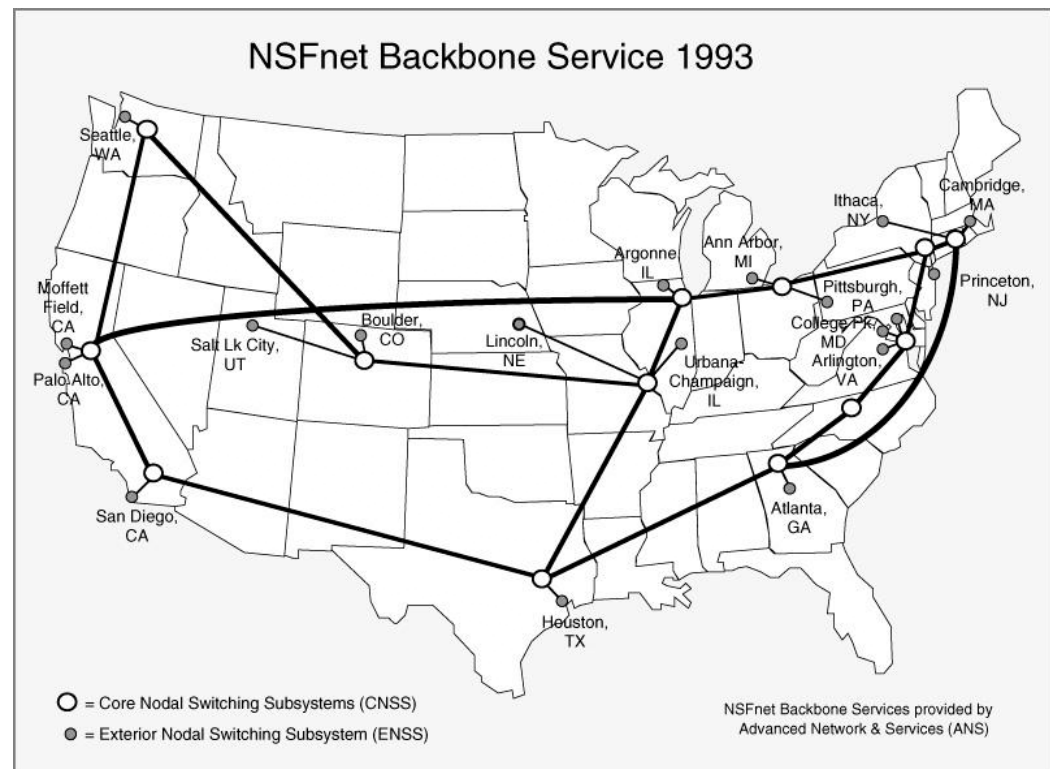 NSFnet Backbone Service 1993
Seattle,
WA
Ithaca,
NY
Cambridge,
MA
Argonne
IL
Ann Arbor,
MI
Moffett
Field,
CA
Pittsburgh,
PA
Princeton,
NJ
Boulder,
CO
Salt Lk City,
UT
Lincoln,
NE
College Pk,
MD
Arlington,
VA
Palo Alto,
CA
Urbana-
Champaign,
IL
San Diego,
CA
Atlanta,
GA
Houston,
TX
= Core Nodal Switching Subsystems (CNSS)
= Exterior Nodal Switching Subsystem (ENSS)
NSFnet Backbone Services provided by
Advanced Network & Services (ANS)